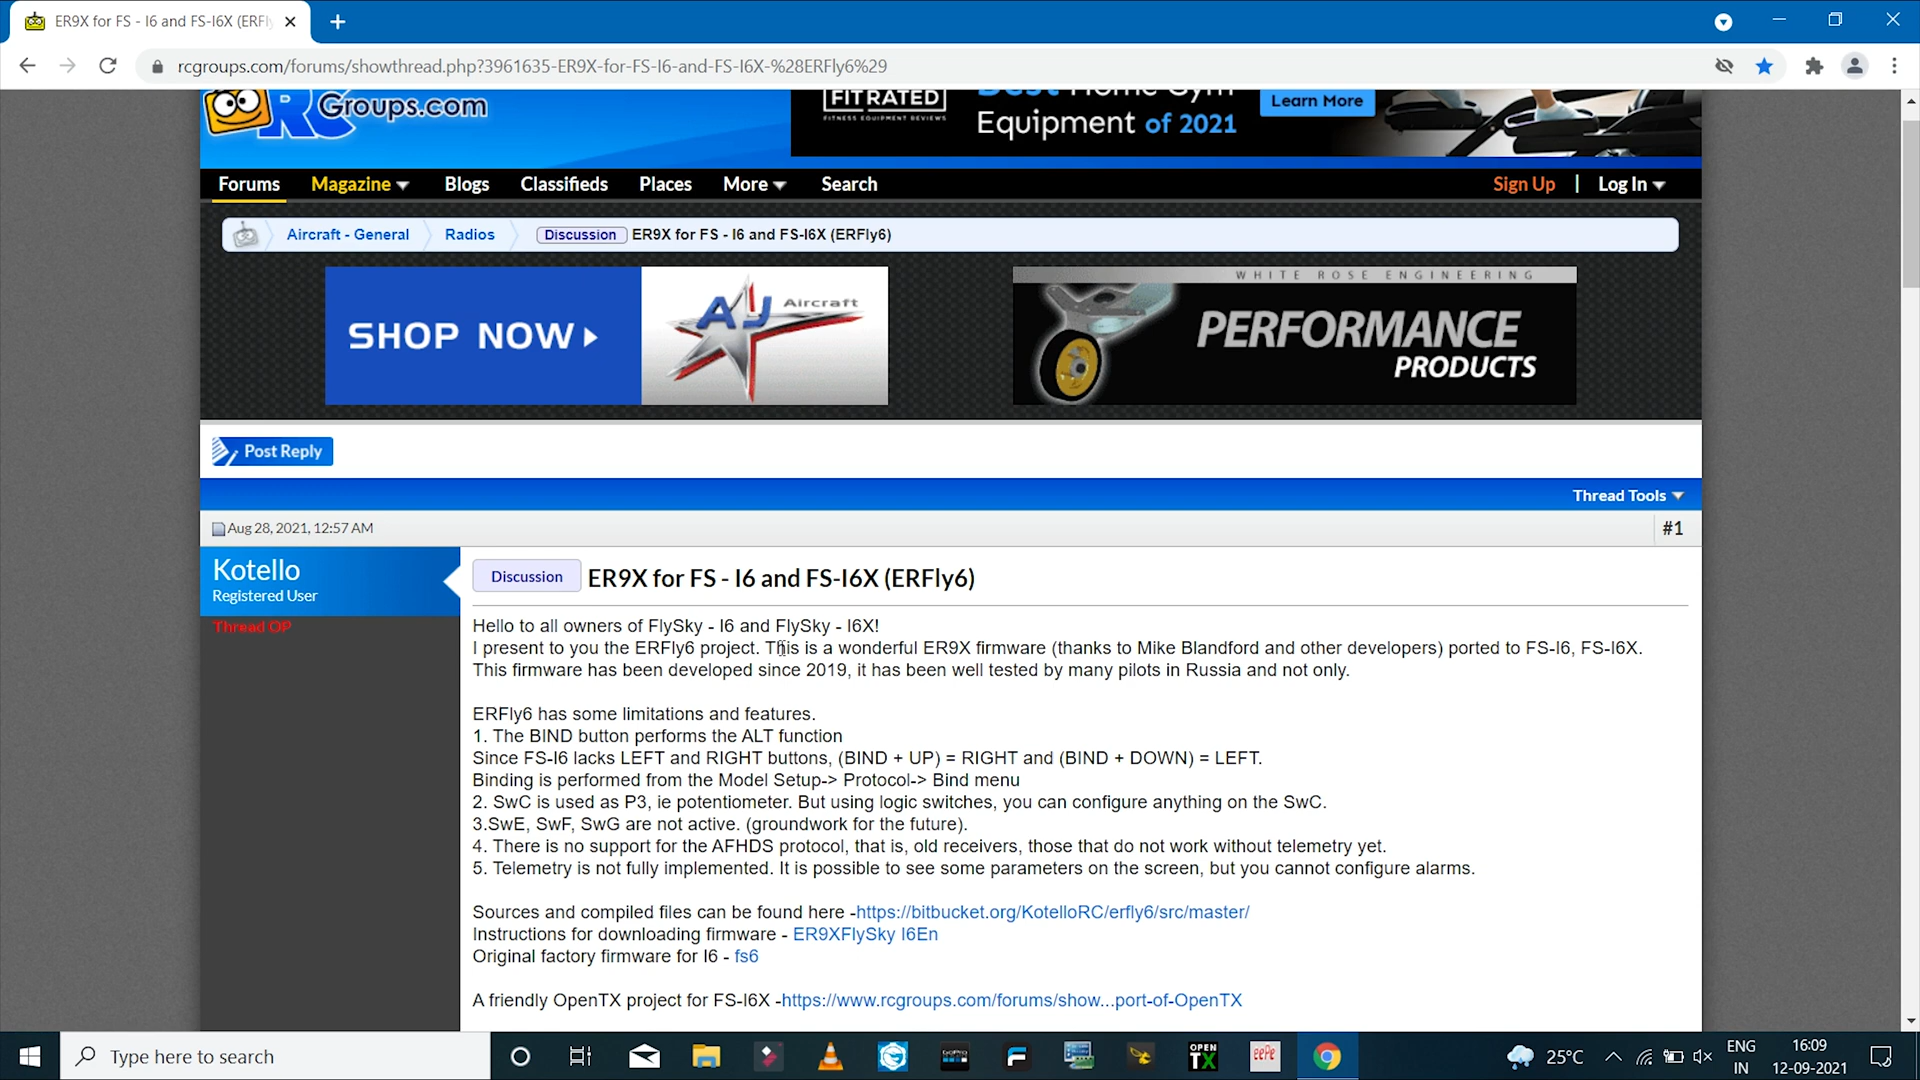 ER9X for FS - I6 and FS-I6X (ERFly
rcgroups.com/forums/showthread.php?3961635-ER9X-for-FS-I6-and-FS-I6X-%28ERFly6%29
RC Groups.com
FITRATED
FITNESS EQUIPMENT REVIEWS
Best Home Gym
Equipment of 2021
Learn More
Forums
Magazine
Blogs
Classifieds
Places
More
Search
Sign Up
|
Log In
Aircraft - General
Radios
Discussion ER9X for FS - I6 and FS-I6X (ERFly6)
SHOP NOW
AJ Aircraft
WHITE ROSE ENGINEERING
PERFORMANCE
PRODUCTS
Post Reply
Thread Tools
Aug 28, 2021, 12:57 AM
#1
Kotello
Registered User
Thread OP
Discussion ER9X for FS - I6 and FS-I6X (ERFly6)
Hello to all owners of FlySky - I6 and FlySky - I6X!
I present to you the ERFly6 project. This is a wonderful ER9X firmware (thanks to Mike Blandford and other developers) ported to FS-I6, FS-I6X.
This firmware has been developed since 2019, it has been well tested by many pilots in Russia and not only.
ERFly6 has some limitations and features.
1. The BIND button performs the ALT function
Since FS-I6 lacks LEFT and RIGHT buttons, (BIND + UP) = RIGHT and (BIND + DOWN) = LEFT.
Binding is performed from the Model Setup-> Protocol-> Bind menu
2. SwC is used as P3, ie potentiometer. But using logic switches, you can configure anything on the SwC.
3.SwE, SwF, SwG are not active. (groundwork for the future).
4. There is no support for the AFHDS protocol, that is, old receivers, those that do not work without telemetry yet.
5. Telemetry is not fully implemented. It is possible to see some parameters on the screen, but you cannot configure alarms.
Sources and compiled files can be found here -https://bitbucket.org/KotelloRC/erfly6/src/master/
Instructions for downloading firmware - ER9XFlySky I6En
Original factory firmware for I6 - fs6
A friendly OpenTX project for FS-I6X -https://www.rcgroups.com/forums/show...port-of-OpenTX
Type here to search
GoPro
OPEN
TX
eePe
25°C
ENG
IN
16:09
12-09-2021